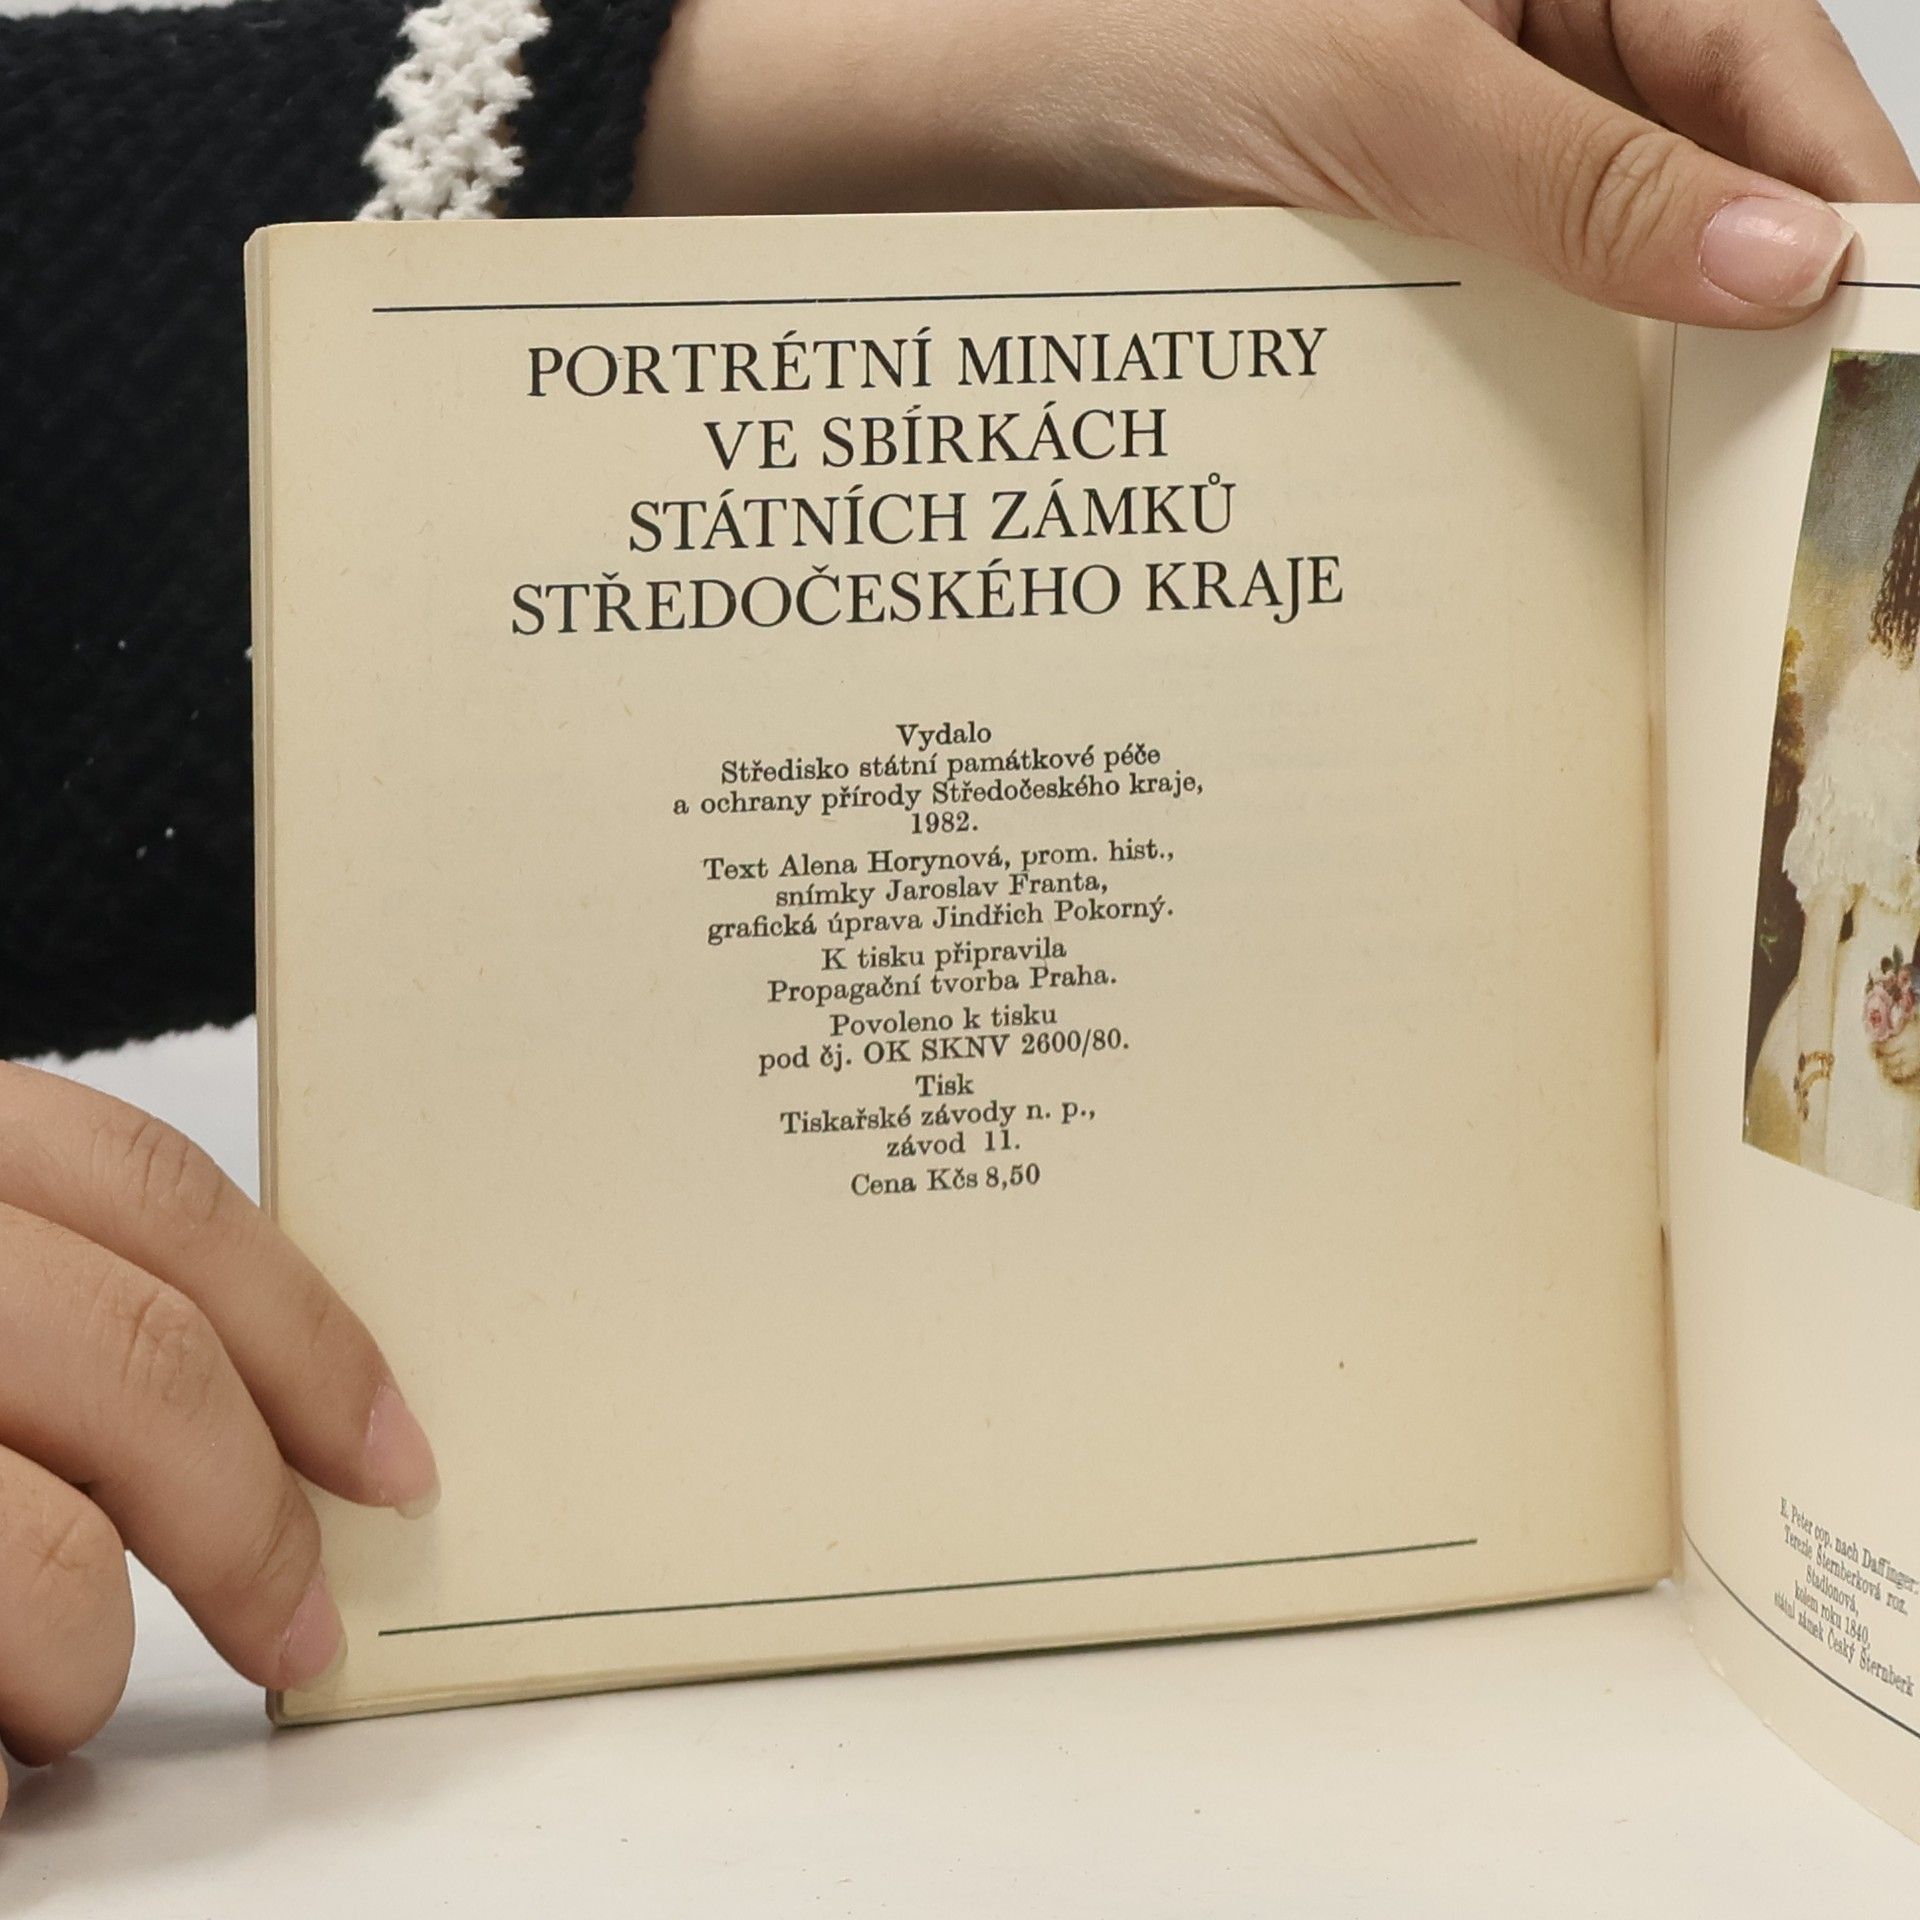 PORTRÉTNÍ MINIATURY
VE SBÍRKÁCH
STÁTNÍCH ZÁMKŮ
STŘEDOČESKÉHO KRAJE
Vydalo
Středisko státní památkové péče
a ochrany přírody Středočeského kraje,
1982.
Text Alena Horynová, prom. hist.,
snímky Jaroslav Franta,
grafická úprava Jindřich Pokorný.
K tisku připravila
Propagační tvorba Praha.
Povoleno k tisku
pod čj. OK SKNV 2600/80.
Tisk
Tiskařské závody n. p.,
závod 11.
Cena Kčs 8,50
E. Peter cop. nach Daffinger
Terezie Šternberková roz.
Stadionová,
kolem roku 1840,
státní zámek Český Šternberk